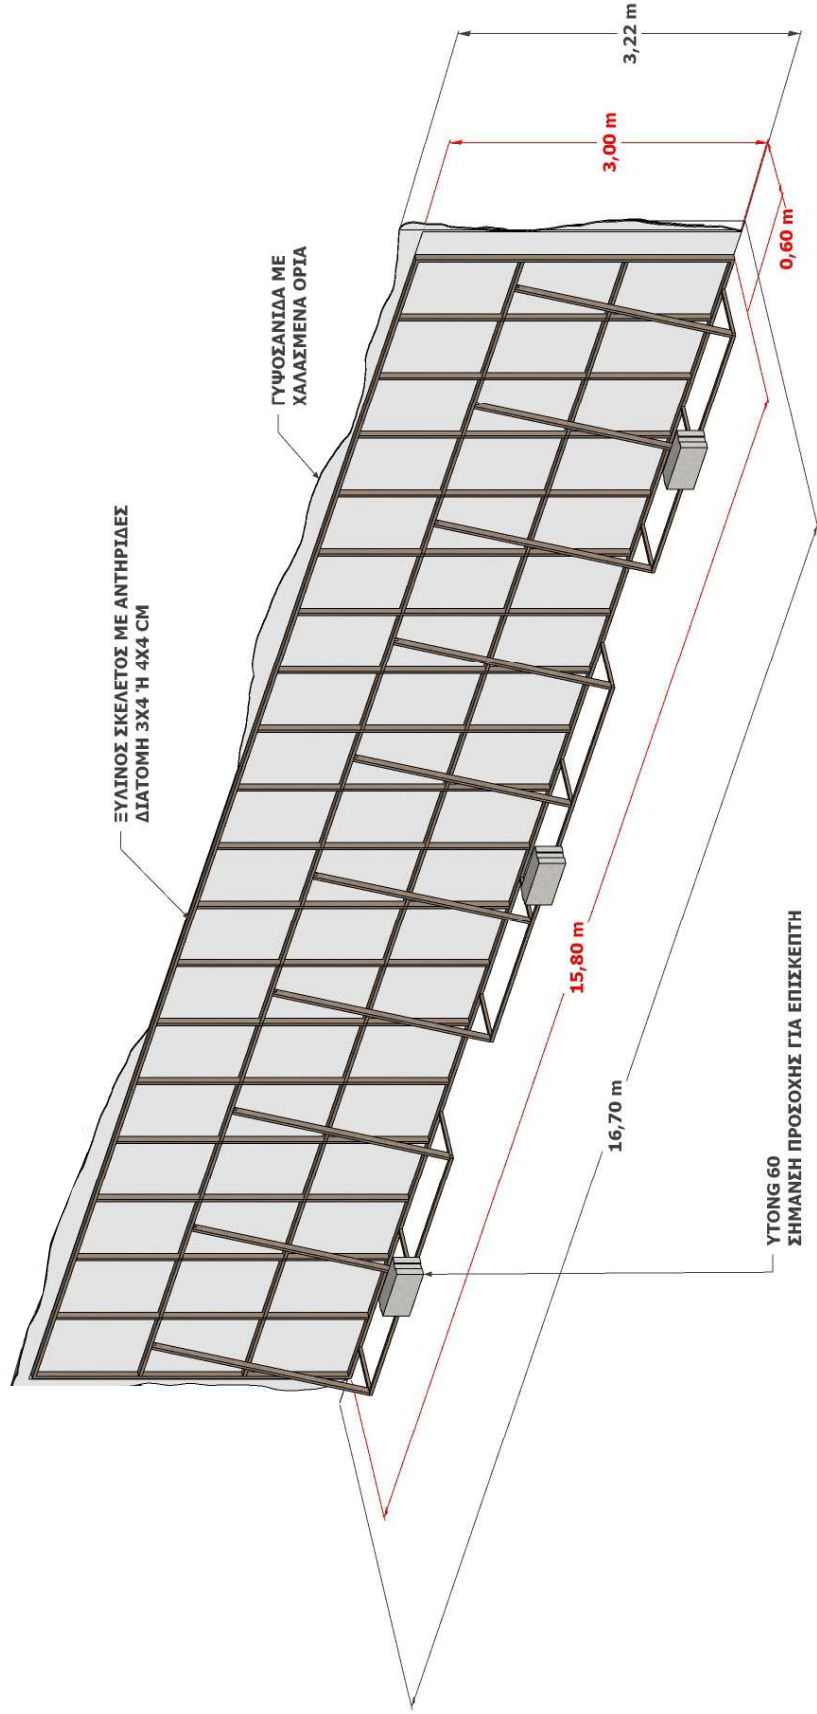 ΞΥΛΙΝΟΣ ΣΚΕΛΕΤΟΣ ΜΕ ΑΝΤΗΡΙΔΕΣ
ΔΙΑΤΟΜΗ 3Χ4 Ή 4Χ4 CM
ΓΥΨΟΣΑΝΙΔΑ ΜΕ
ΧΑΛΑΣΜΕΝΑ ΟΡΙΑ
3,22 m
3,00 m
0,60 m
15,80 m
16,70 m
YTONG 60
ΣΗΜΑΝΣΗ ΠΡΟΣΟΧΗΣ ΓΙΑ ΕΠΙΣΚΕΠΤΗ